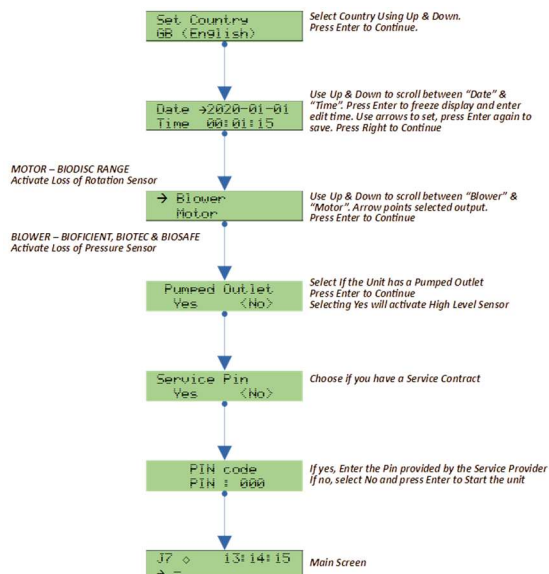 Set Country
GB (English)
Select Country Using Up & Down.
Press Enter to Continue.
Date →2020-01-01
Time 00:01:15
Use Up & Down to scroll between “Date” &
“Time”. Press Enter to freeze display and enter
edit time. Use arrows to set, press Enter again to
save. Press Right to Continue
MOTOR – BIODISC RANGE
Activate Loss of Rotation Sensor
→ Blower
Motor
Use Up & Down to scroll between “Blower” &
“Motor”. Arrow points selected output.
Press Enter to Continue
BLOWER – BIOFICIENT, BIOTEC & BIOSAFE
Activate Loss of Pressure Sensor
Pumped Outlet
Yes <No>
Select If the Unit has a Pumped Outlet
Press Enter to Continue
Selecting Yes will activate High Level Sensor
Service Pin
Yes <No>
Choose if you have a Service Contract
PIN code
PIN : 000
If yes, Enter the Pin provided by the Service Provider
If no, select No and press Enter to Start the unit
J7 ◇ 13:14:15
→ –
Main Screen